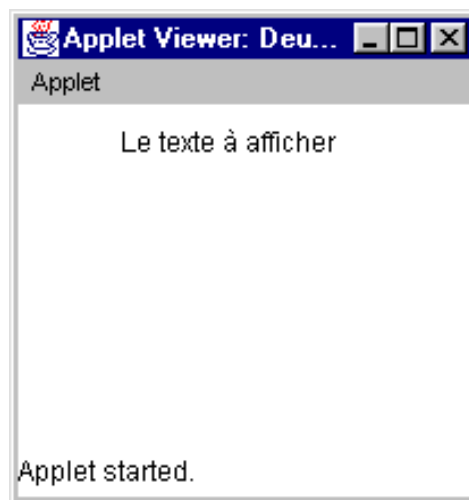 Applet Viewer: Deu...
Applet
Le texte à afficher
Applet started.